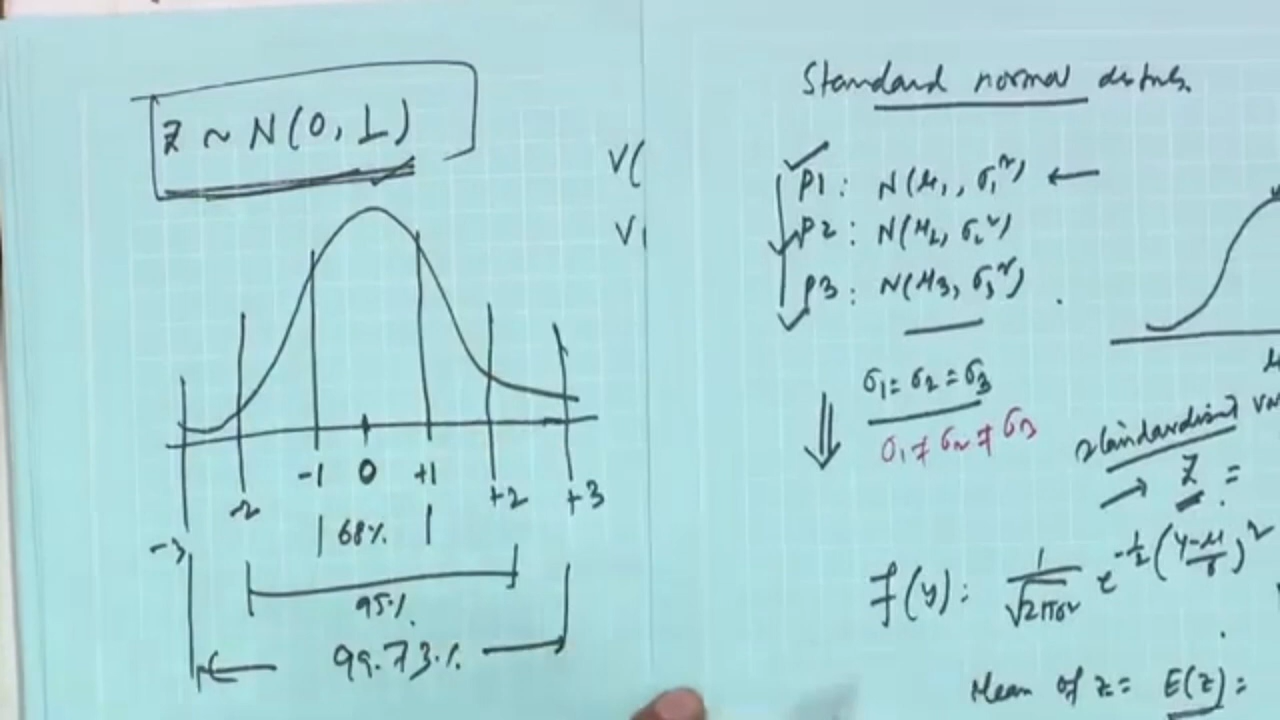 Z ~ N(0, 1)
-3 -2 -1 0 +1 +2 +3
68%
95%
99.73%
V(
V(
Standard normal
P1 : N(μ₁, σ₁²) ←
P2 : N(μ₂, σ₂²)
P3 : N(μ₃, σ₃²)
σ₁ = σ₂ = σ₃
σ₁ ≠ σ₂ ≠ σ₃
μ
Standardised Va
→ Z =
f(y): 1/√2πσ² e^-1/2 (y-μ/σ)²
Mean of z = E(z) =